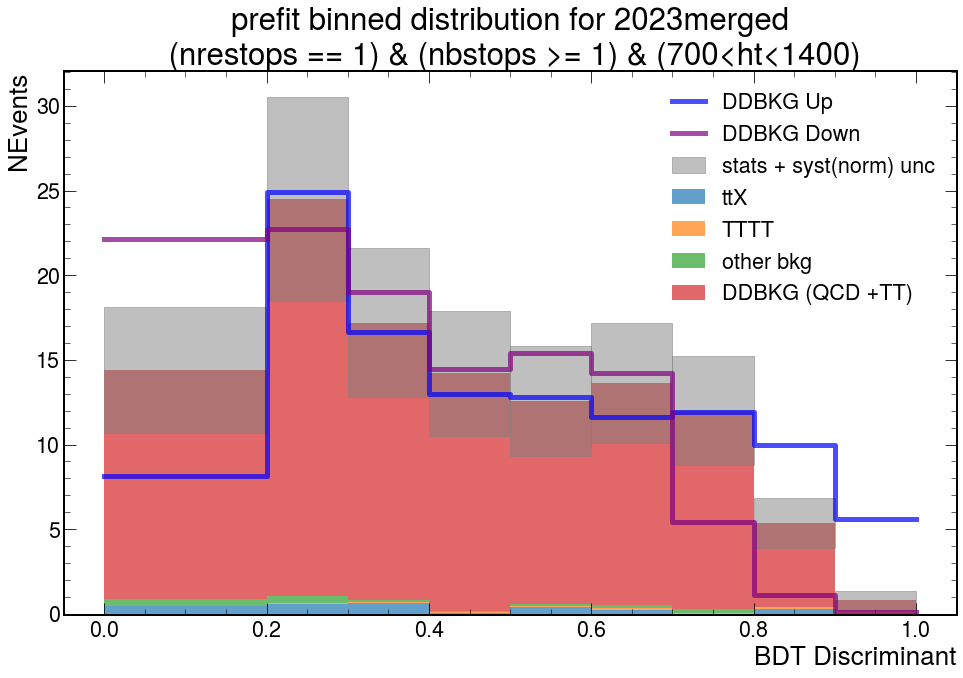 prefit binned distribution for 2023merged
(nrestops == 1) & (nbstops >= 1) & (700<ht<1400)
NEvents
30
25
20
15
10
5
0
DDBKG Up
DDBKG Down
stats + syst(norm) unc
ttX
TTTT
other bkg
DDBKG (QCD +TT)
0.0
0.2
0.4
0.6
0.8
1.0
BDT Discriminant